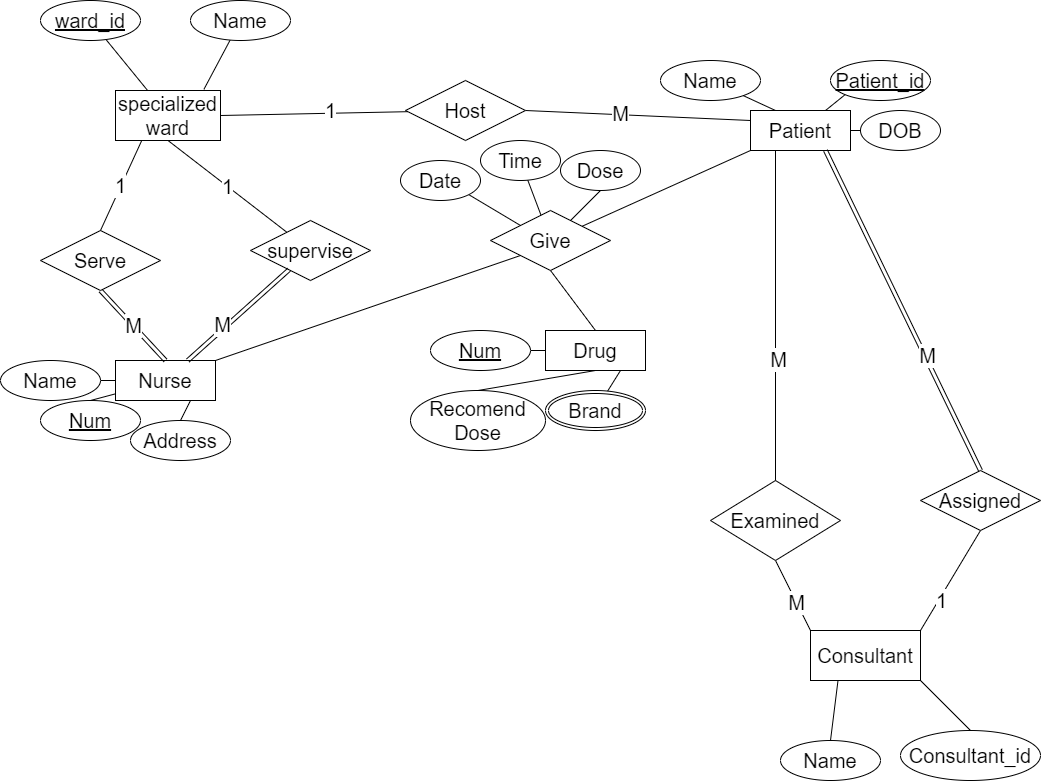 ward_id
Name
specialized
ward
1
Host
M
Name
Patient_id
Patient
DOB
Date
Time
Dose
Give
1
1
Serve
supervise
M
M
Name
Nurse
Num
Address
Num
Drug
Recomend
Dose
Brand
M
M
Examined
Assigned
M
1
Consultant
Name
Consultant_id